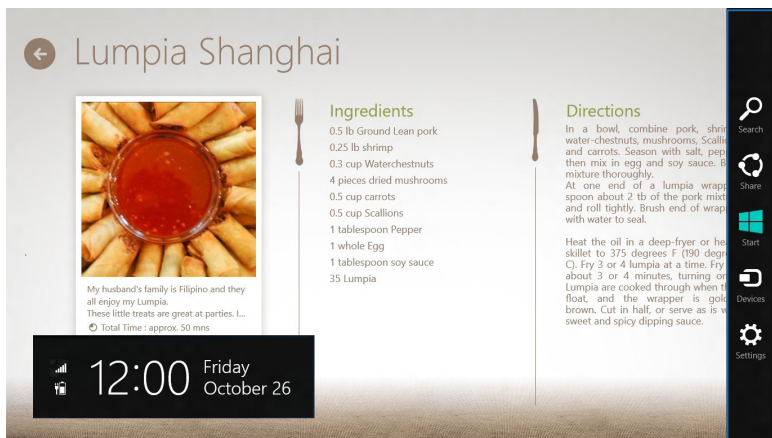 Lumpia Shanghai
My husband's family is Filipino and they
all enjoy my Lumpia.
These little treats are great at parties. I...
Total Time : approx. 50 mns
Ingredients
0.5 lb Ground Lean pork
0.25 lb shrimp
0.3 cup Waterchestnuts
4 pieces dried mushrooms
0.5 cup carrots
0.5 cup Scallions
1 tablespoon Pepper
1 whole Egg
1 tablespoon soy sauce
35 Lumpia
Directions
In a bowl, combine pork,
water-chestnuts, mushrooms,
and carrots. Season with salt,
then mix in egg and soy sauce.
mixture thoroughly.
At one end of a lumpia
spoon about 2 tb of the pork
and roll tightly. Brush end of
with water to seal.
Heat the oil in a deep-fryer or
skillet to 375 degrees F (190
C). Fry 3 or 4 lumpia at a time. Fry
about 3 or 4 minutes, turning
Lumpia are cooked through when
float, and the wrapper is
brown. Cut in half, or serve as is
sweet and spicy dipping sauce.
Search
Share
Start
Devices
Settings
12:00
Friday
October 26